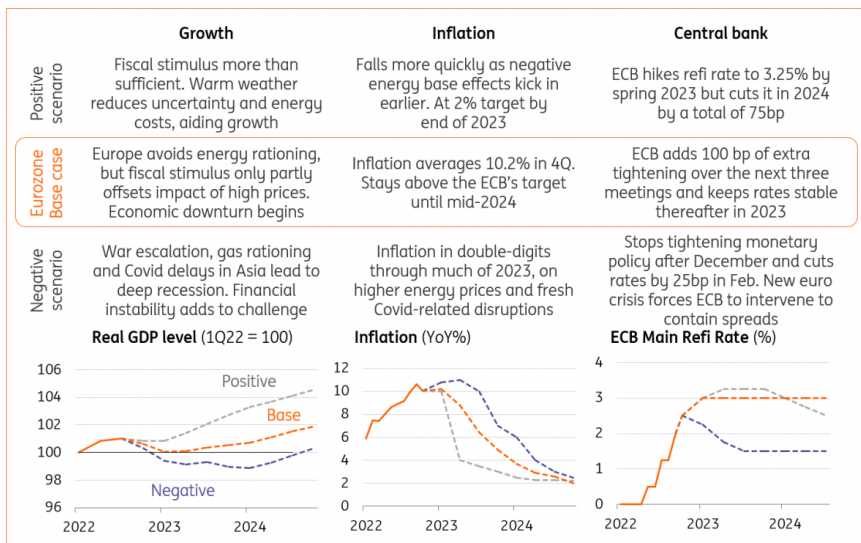 Growth
Inflation
Central bank
Positive
scenario
Fiscal stimulus more than
sufficient. Warm weather
reduces uncertainty and energy
costs, aiding growth
Falls more quickly as negative
energy base effects kick in
earlier. At 2% target by
end of 2023
ECB hikes refi rate to 3.25% by
spring 2023 but cuts it in 2024
by a total of 75bp
Eurozone
Base case
Europe avoids energy rationing,
but fiscal stimulus only partly
offsets impact of high prices.
Economic downturn begins
Inflation averages 10.2% in 4Q.
Stays above the ECB's target
until mid-2024
ECB adds 100 bp of extra
tightening over the next three
meetings and keeps rates stable
thereafter in 2023
Negative
scenario
War escalation, gas rationing
and Covid delays in Asia lead to
deep recession. Financial
instability adds to challenge
Inflation in double-digits
through much of 2023, on
higher energy prices and fresh
Covid-related disruptions
Stops tightening monetary
policy after December and cuts
rates by 25bp in Feb. New euro
crisis forces ECB to intervene to
contain spreads
Real GDP level (1Q22 = 100)
106
104
102
100
98
96
Positive
Base
Negative
2022
2023
2024
Inflation (YoY%)
12
10
8
6
4
2
0
2022
2023
2024
ECB Main Refi Rate (%)
4
3
2
1
0
2022
2023
2024